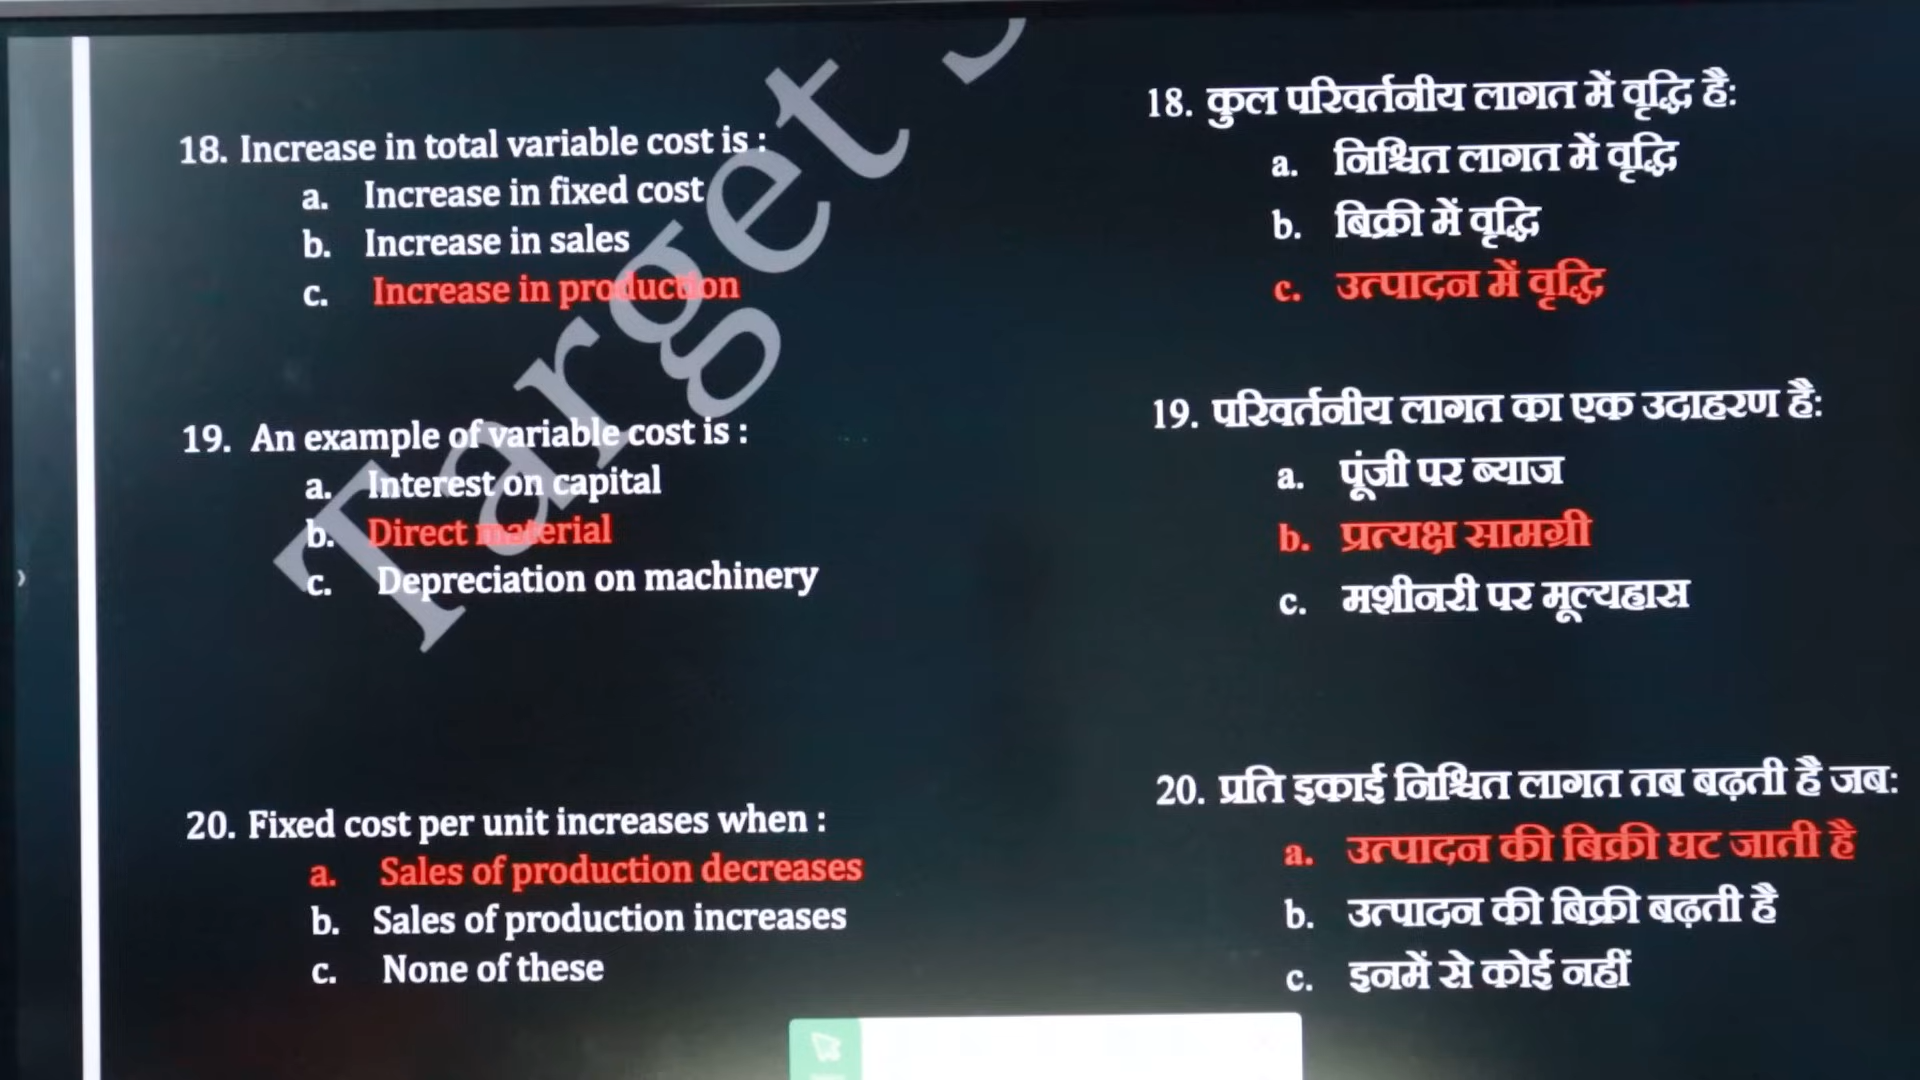 18. Increase in total variable cost is :
a. Increase in fixed cost
b. Increase in sales
c. Increase in production
19. An example of variable cost is :
a. Interest on capital
b. Direct material
c. Depreciation on machinery
20. Fixed cost per unit increases when :
a. Sales of production decreases
b. Sales of production increases
c. None of these
18. कुल परिवर्तनीय लागत में वृद्धि है:
a. निश्चित लागत में वृद्धि
b. बिक्री में वृद्धि
c. उत्पादन में वृद्धि
19. परिवर्तनीय लागत का एक उदाहरण है:
a. पूंजी पर ब्याज
b. प्रत्यक्ष सामग्री
c. मशीनरी पर मूल्यह्रास
20. प्रति इकाई निश्चित लागत तब बढ़ती है जब:
a. उत्पादन की बिक्री घट जाती है
b. उत्पादन की बिक्री बढ़ती है
c. इनमें से कोई नहीं
Target